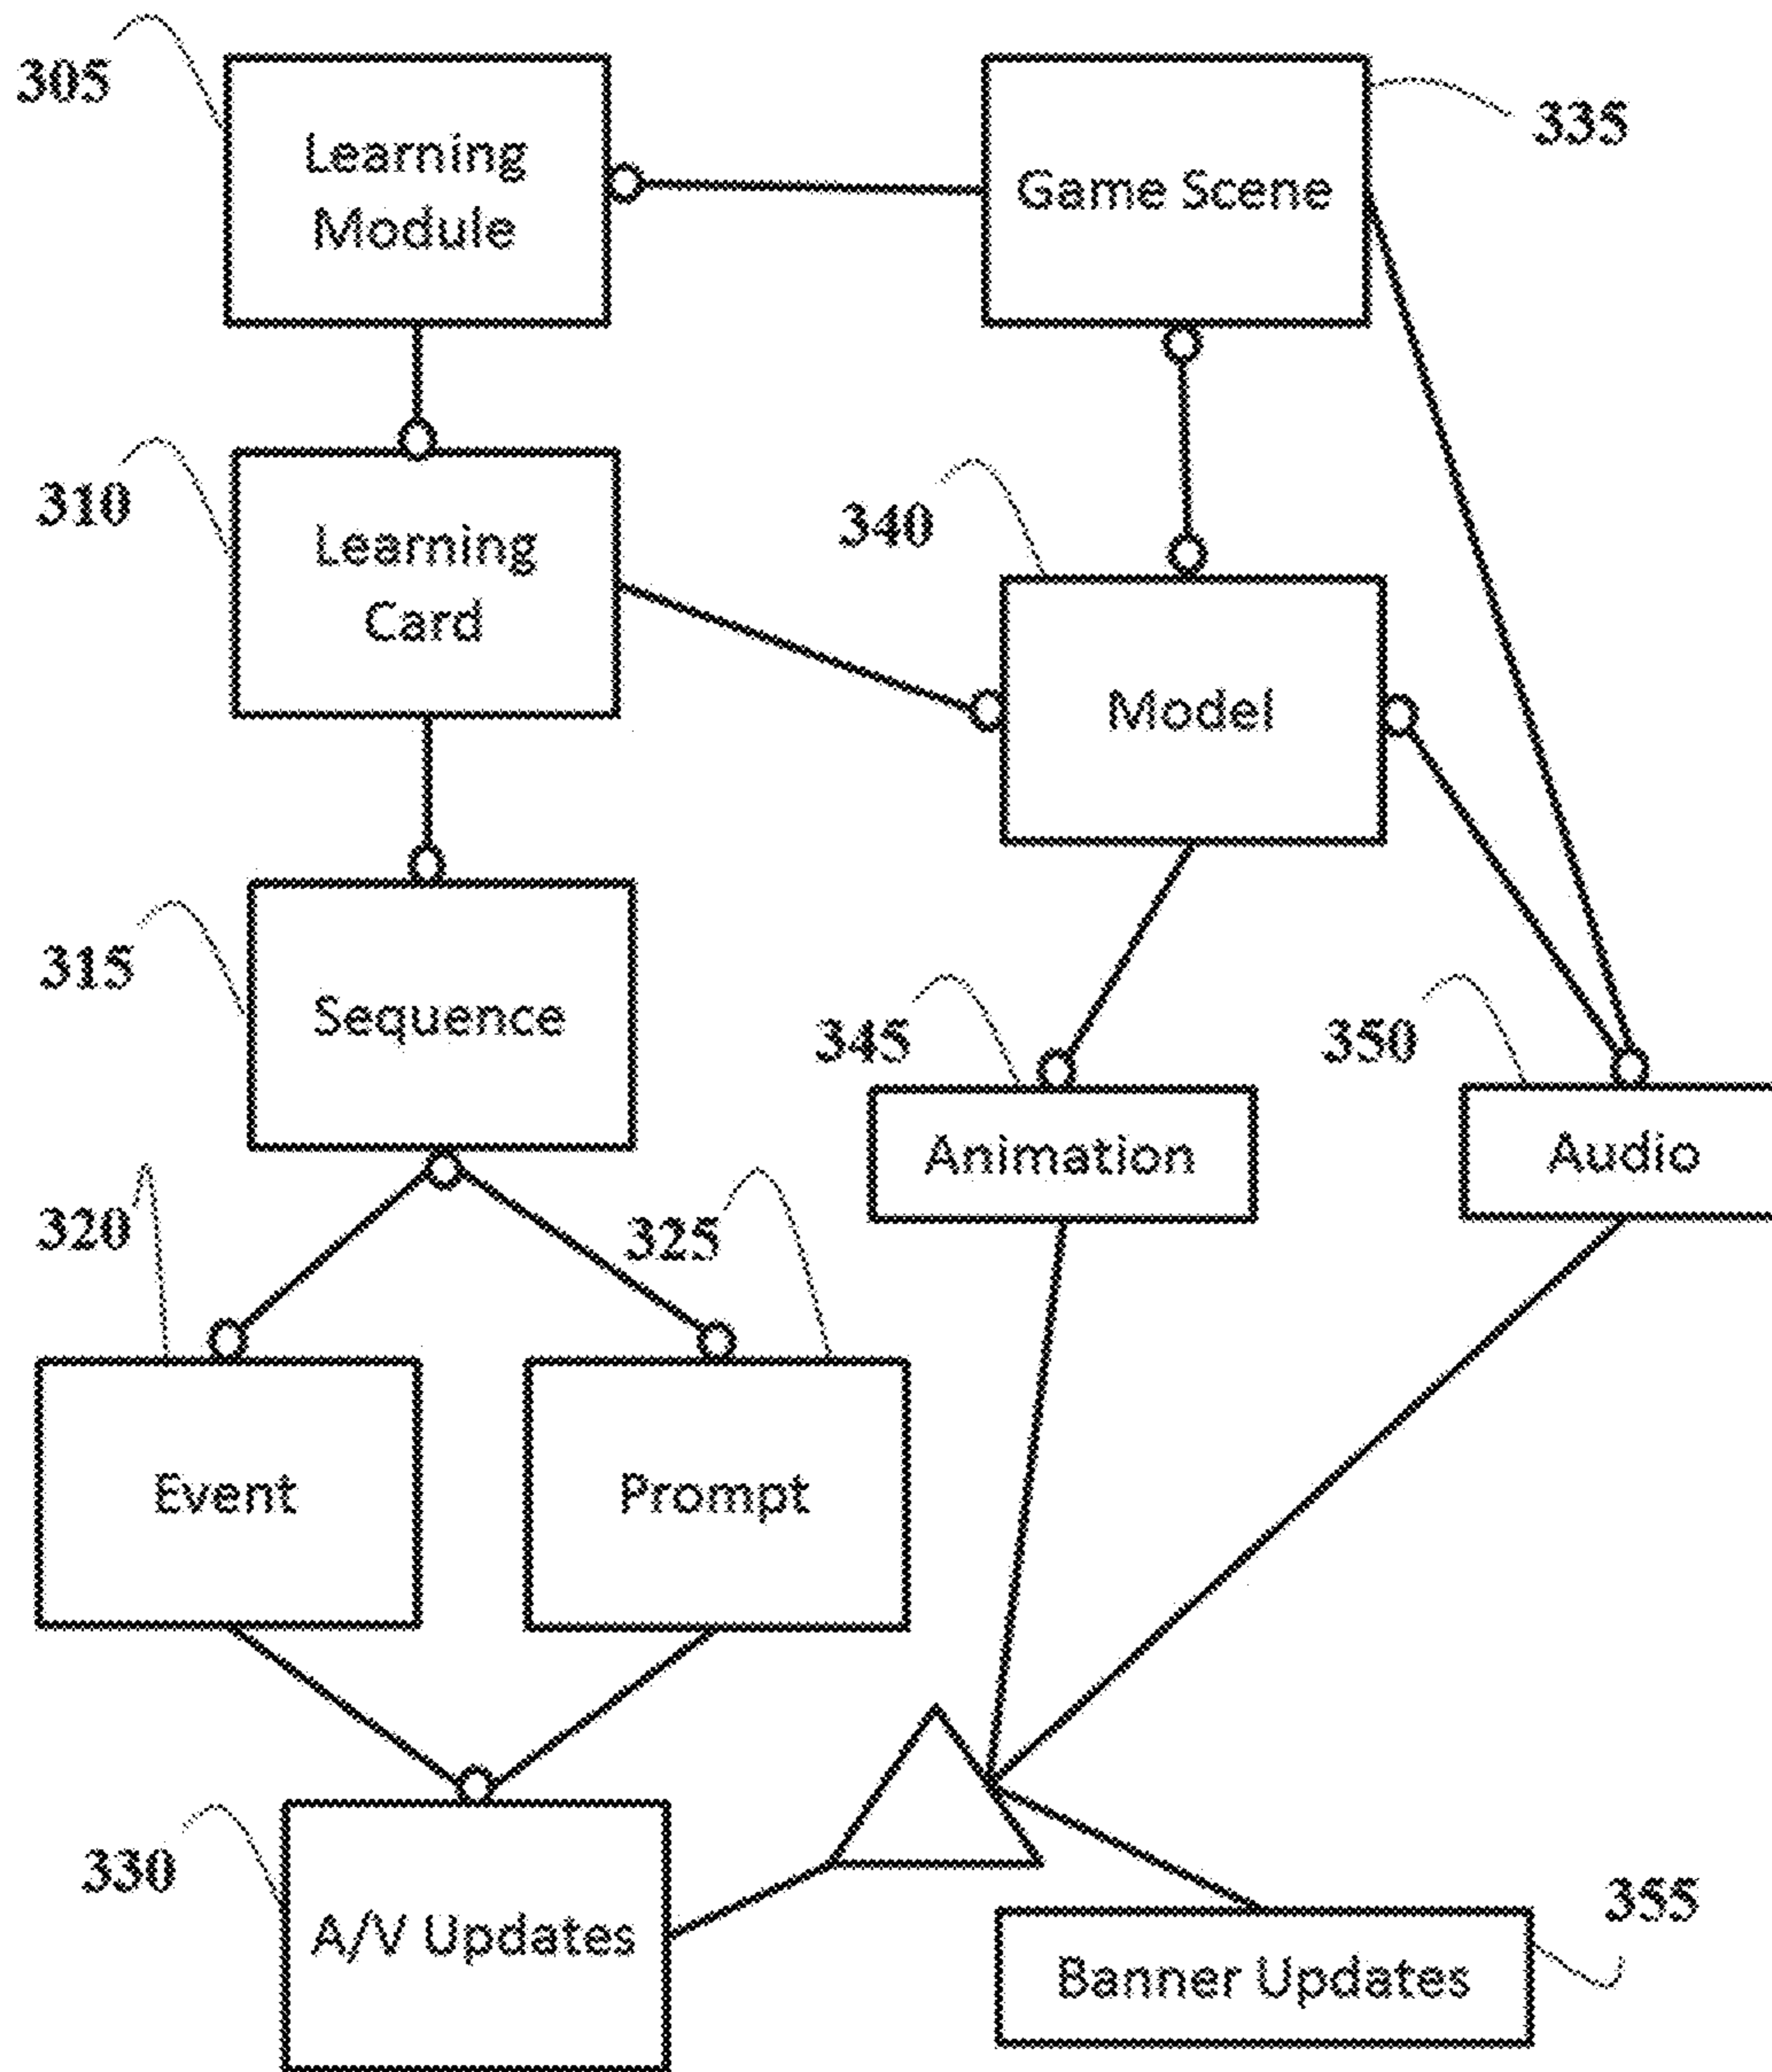 305
Learning
Module
Game Scene
335
310
Learning
Card
340
Model
315
Sequence
345
Animation
350
Audio
320
325
Event
Prompt
330
A/V Updates
355
Banner Updates